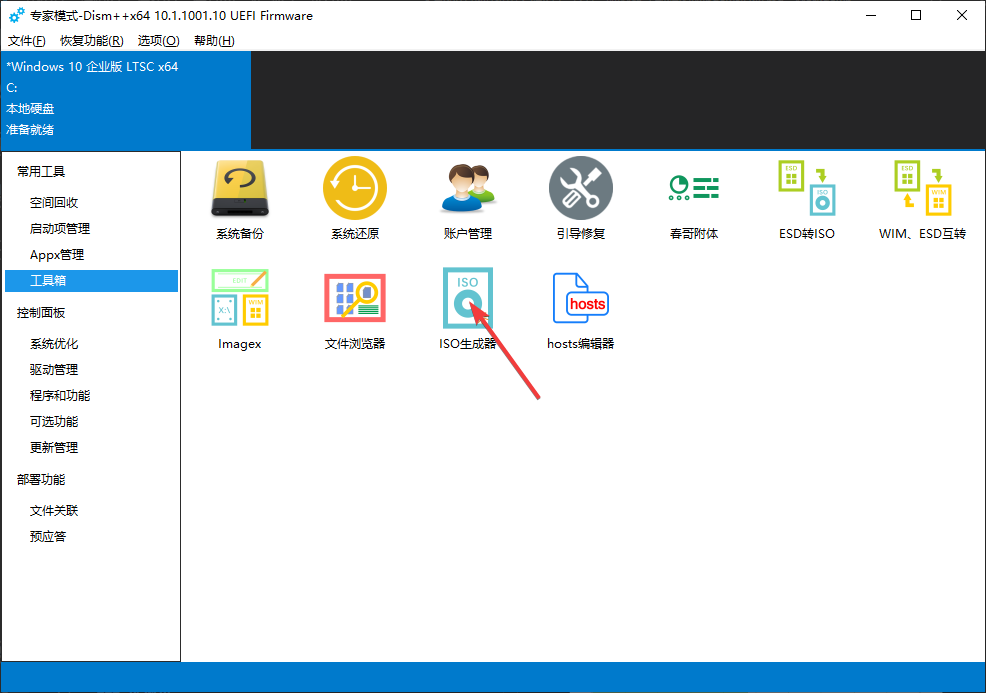 专家模式-Dism++x64 10.1.1001.10 UEFI Firmware
文件(F) 恢复功能(R) 选项(O) 帮助(H)
*Windows 10 企业版 LTSC x64
C:
本地硬盘
准备就绪
常用工具
空间回收
启动项管理
Appx管理
工具箱
控制面板
系统优化
驱动管理
程序和功能
可选功能
更新管理
部署功能
文件关联
预应答
ESD
ISO
ESD
WIM
系统备份 系统还原 账户管理 引导修复 春哥附体 ESD转ISO WIM、ESD互转
EDIT
X:\
WIM
ISO
hosts
Imagex 文件浏览器 ISO生成器 hosts编辑器